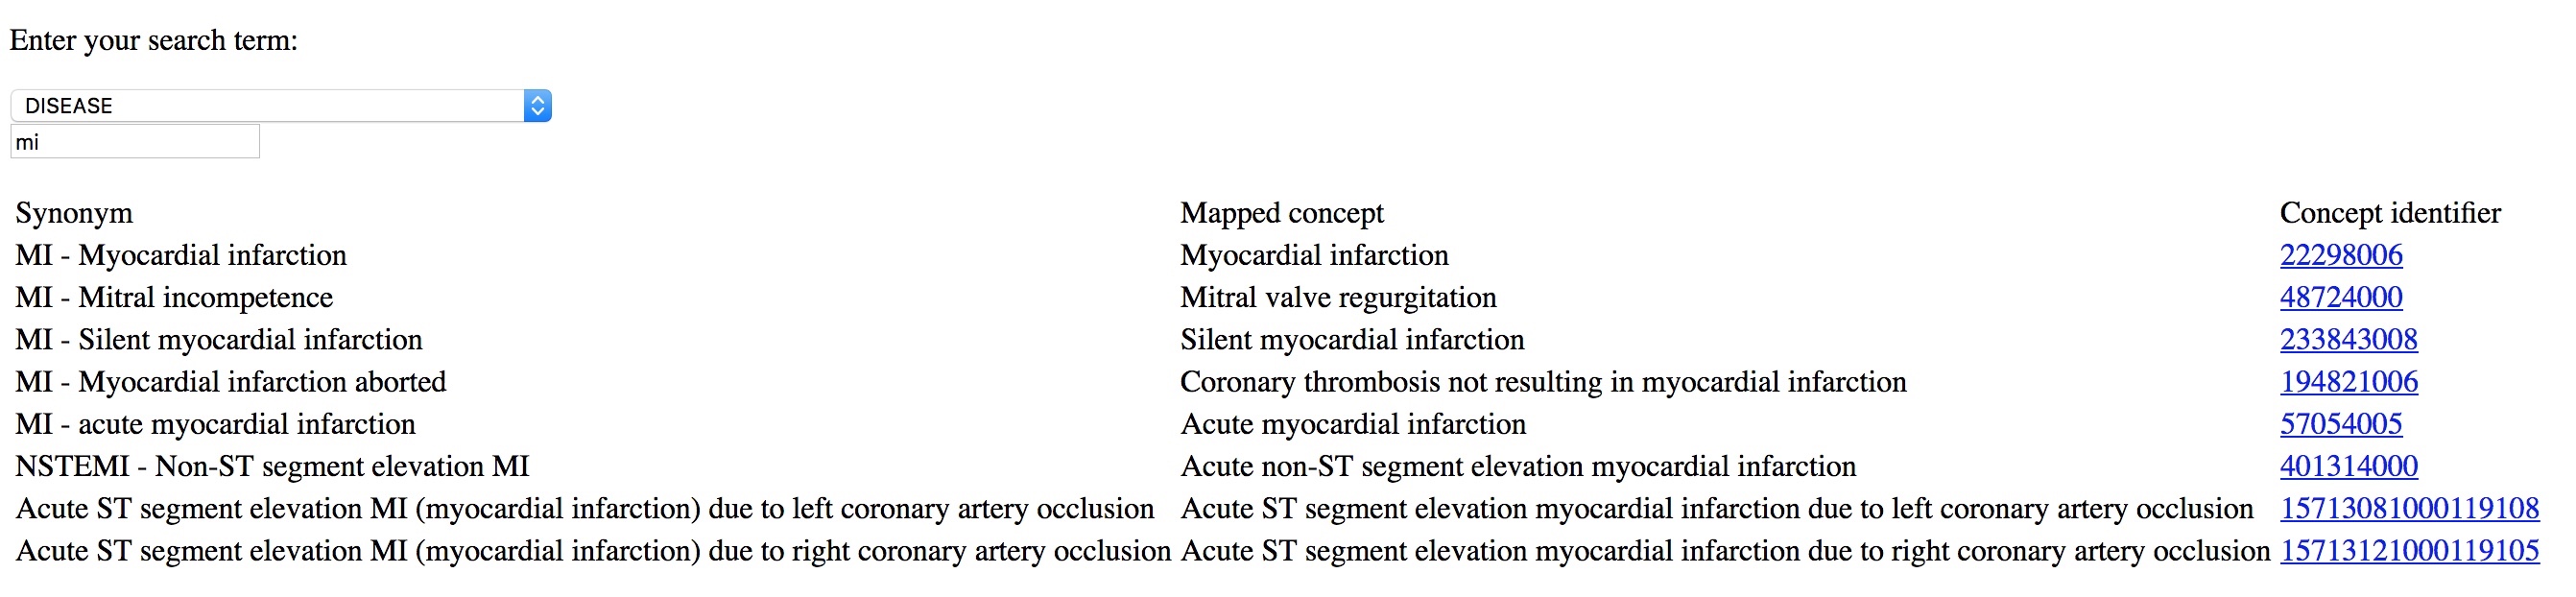 Enter your search term:
DISEASE
mi
Synonym Mapped concept Concept identifier
MI - Myocardial infarction Myocardial infarction 22298006
MI - Mitral incompetence Mitral valve regurgitation 48724000
MI - Silent myocardial infarction Silent myocardial infarction 233843008
MI - Myocardial infarction aborted Coronary thrombosis not resulting in myocardial infarction 194821006
MI - acute myocardial infarction Acute myocardial infarction 57054005
NSTEMI - Non-ST segment elevation MI Acute non-ST segment elevation myocardial infarction 401314000
Acute ST segment elevation MI (myocardial infarction) due to left coronary artery occlusion Acute ST segment elevation myocardial infarction due to left coronary artery occlusion 15713081000119108
Acute ST segment elevation MI (myocardial infarction) due to right coronary artery occlusion Acute ST segment elevation myocardial infarction due to right coronary artery occlusion 15713121000119105